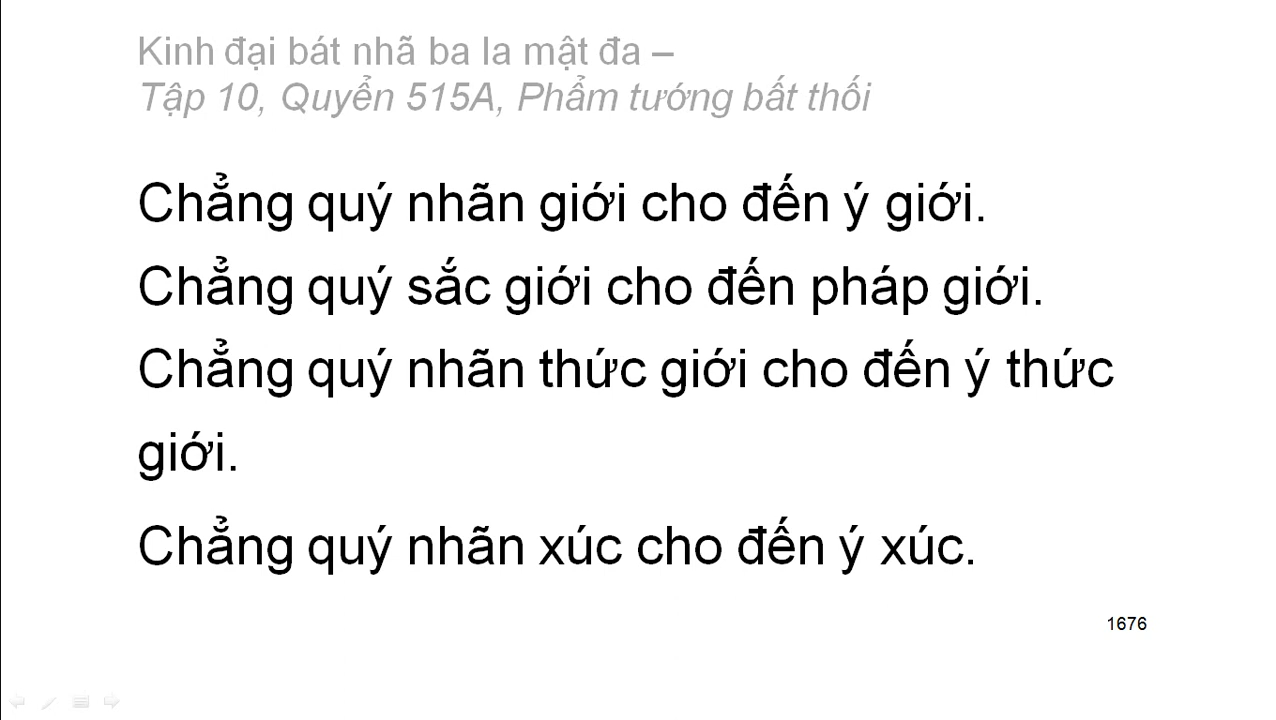 Kinh đại bát nhã ba la mật đa –
Tập 10, Quyển 515A, Phẩm tướng bất thối
Chẳng quý nhãn giới cho đến ý giới.
Chẳng quý sắc giới cho đến pháp giới.
Chẳng quý nhãn thức giới cho đến ý thức
giới.
Chẳng quý nhãn xúc cho đến ý xúc.
1676